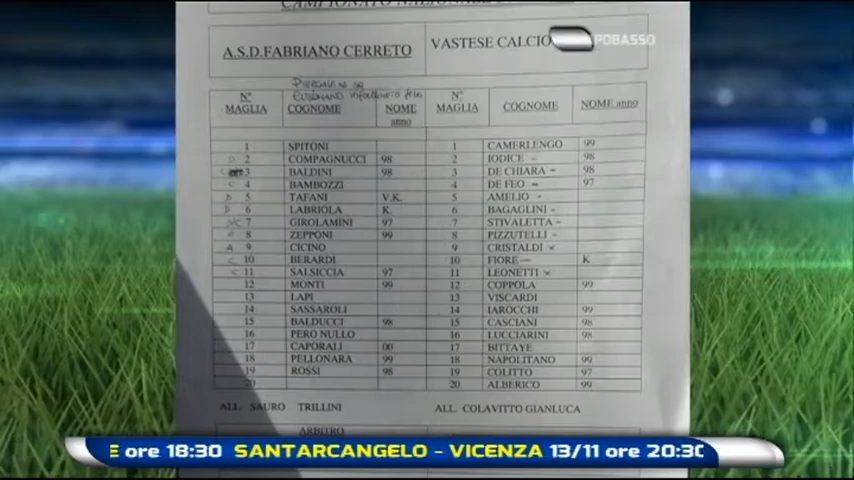 CAMPIONATO NAZIONALE
A.S.D.FABRIANO CERRETO VASTESE CALCIO
POBASSO
N° MAGLIA COGNOME NOME anno N° MAGLIA COGNOME NOME anno
1 SPITONI 1 CAMERLENGO 99
D 2 COMPAGNUCCI 98 2 IODICE – 98
3 BALDINI 98 3 DE CHIARA – 98
C 4 BAMBOZZI 4 DE FEO – 97
D 5 TAFANI V.K. 5 AMELIO –
D 6 LABRIOLA K. 6 BAGAGLINI –
7 GIROLAMINI 97 7 STIVALETTA –
8 ZEPPONI 99 8 PIZZUTELLI –
A 9 CICINO 9 CRISTALDI x
C 10 BERARDI 10 FIORE — K
C 11 SALSICCIA 97 11 LEONETTI x
12 MONTI 99 12 COPPOLA 99
13 LAPI 13 VISCARDI
14 SASSAROLI 14 IAROCCHI 99
15 BALDUCCI 98 15 CASCIANI 98
16 PERO NULLO 16 LUCCIARINI 98
17 CAPORALI 00 17 BITTAYE
18 PELLONARA 99 18 NAPOLITANO 99
19 ROSSI 98 19 COLITTO 97
20 20 ALBERICO 99
ALL. SAURO TRILLINI ALL. COLAVITTO GIANLUCA
ARBITRO
E ore 18:30 SANTARCANGELO - VICENZA 13/11 ore 20:30